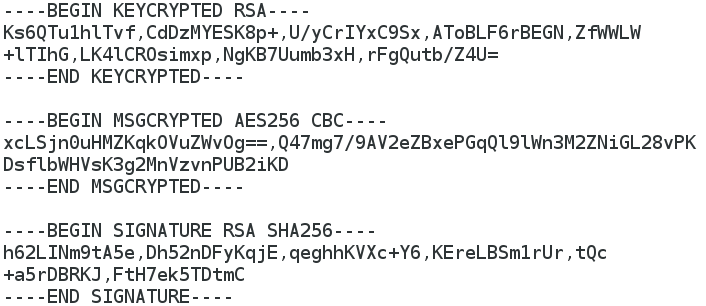 ----BEGIN KEYCRYPTED RSA----
Ks6QTu1hlTvf,CdDzMYESK8p+,U/yCrIYxC9Sx,AToBLF6rBEGN,ZfWWLW
+lTIhG,LK4lCROsimxp,NgKB7Uumb3xH,rFgQutb/Z4U=
----END KEYCRYPTED----

----BEGIN MSGCRYPTED AES256 CBC----
xcLSjn0uHMZKqkOVuZWvOg==,Q47mg7/9AV2eZBxePGqQl9lWn3M2ZNiGL28vPK
DsflbWHVsK3g2MnVzvnPUB2iKD
----END MSGCRYPTED----

----BEGIN SIGNATURE RSA SHA256----
h62LINm9tA5e,Dh52nDFyKqjE,qeghhKVXc+Y6,KEreLBSm1rUr,tQc
+a5rDBRKJ,FtH7ek5TDtmC
----END SIGNATURE----